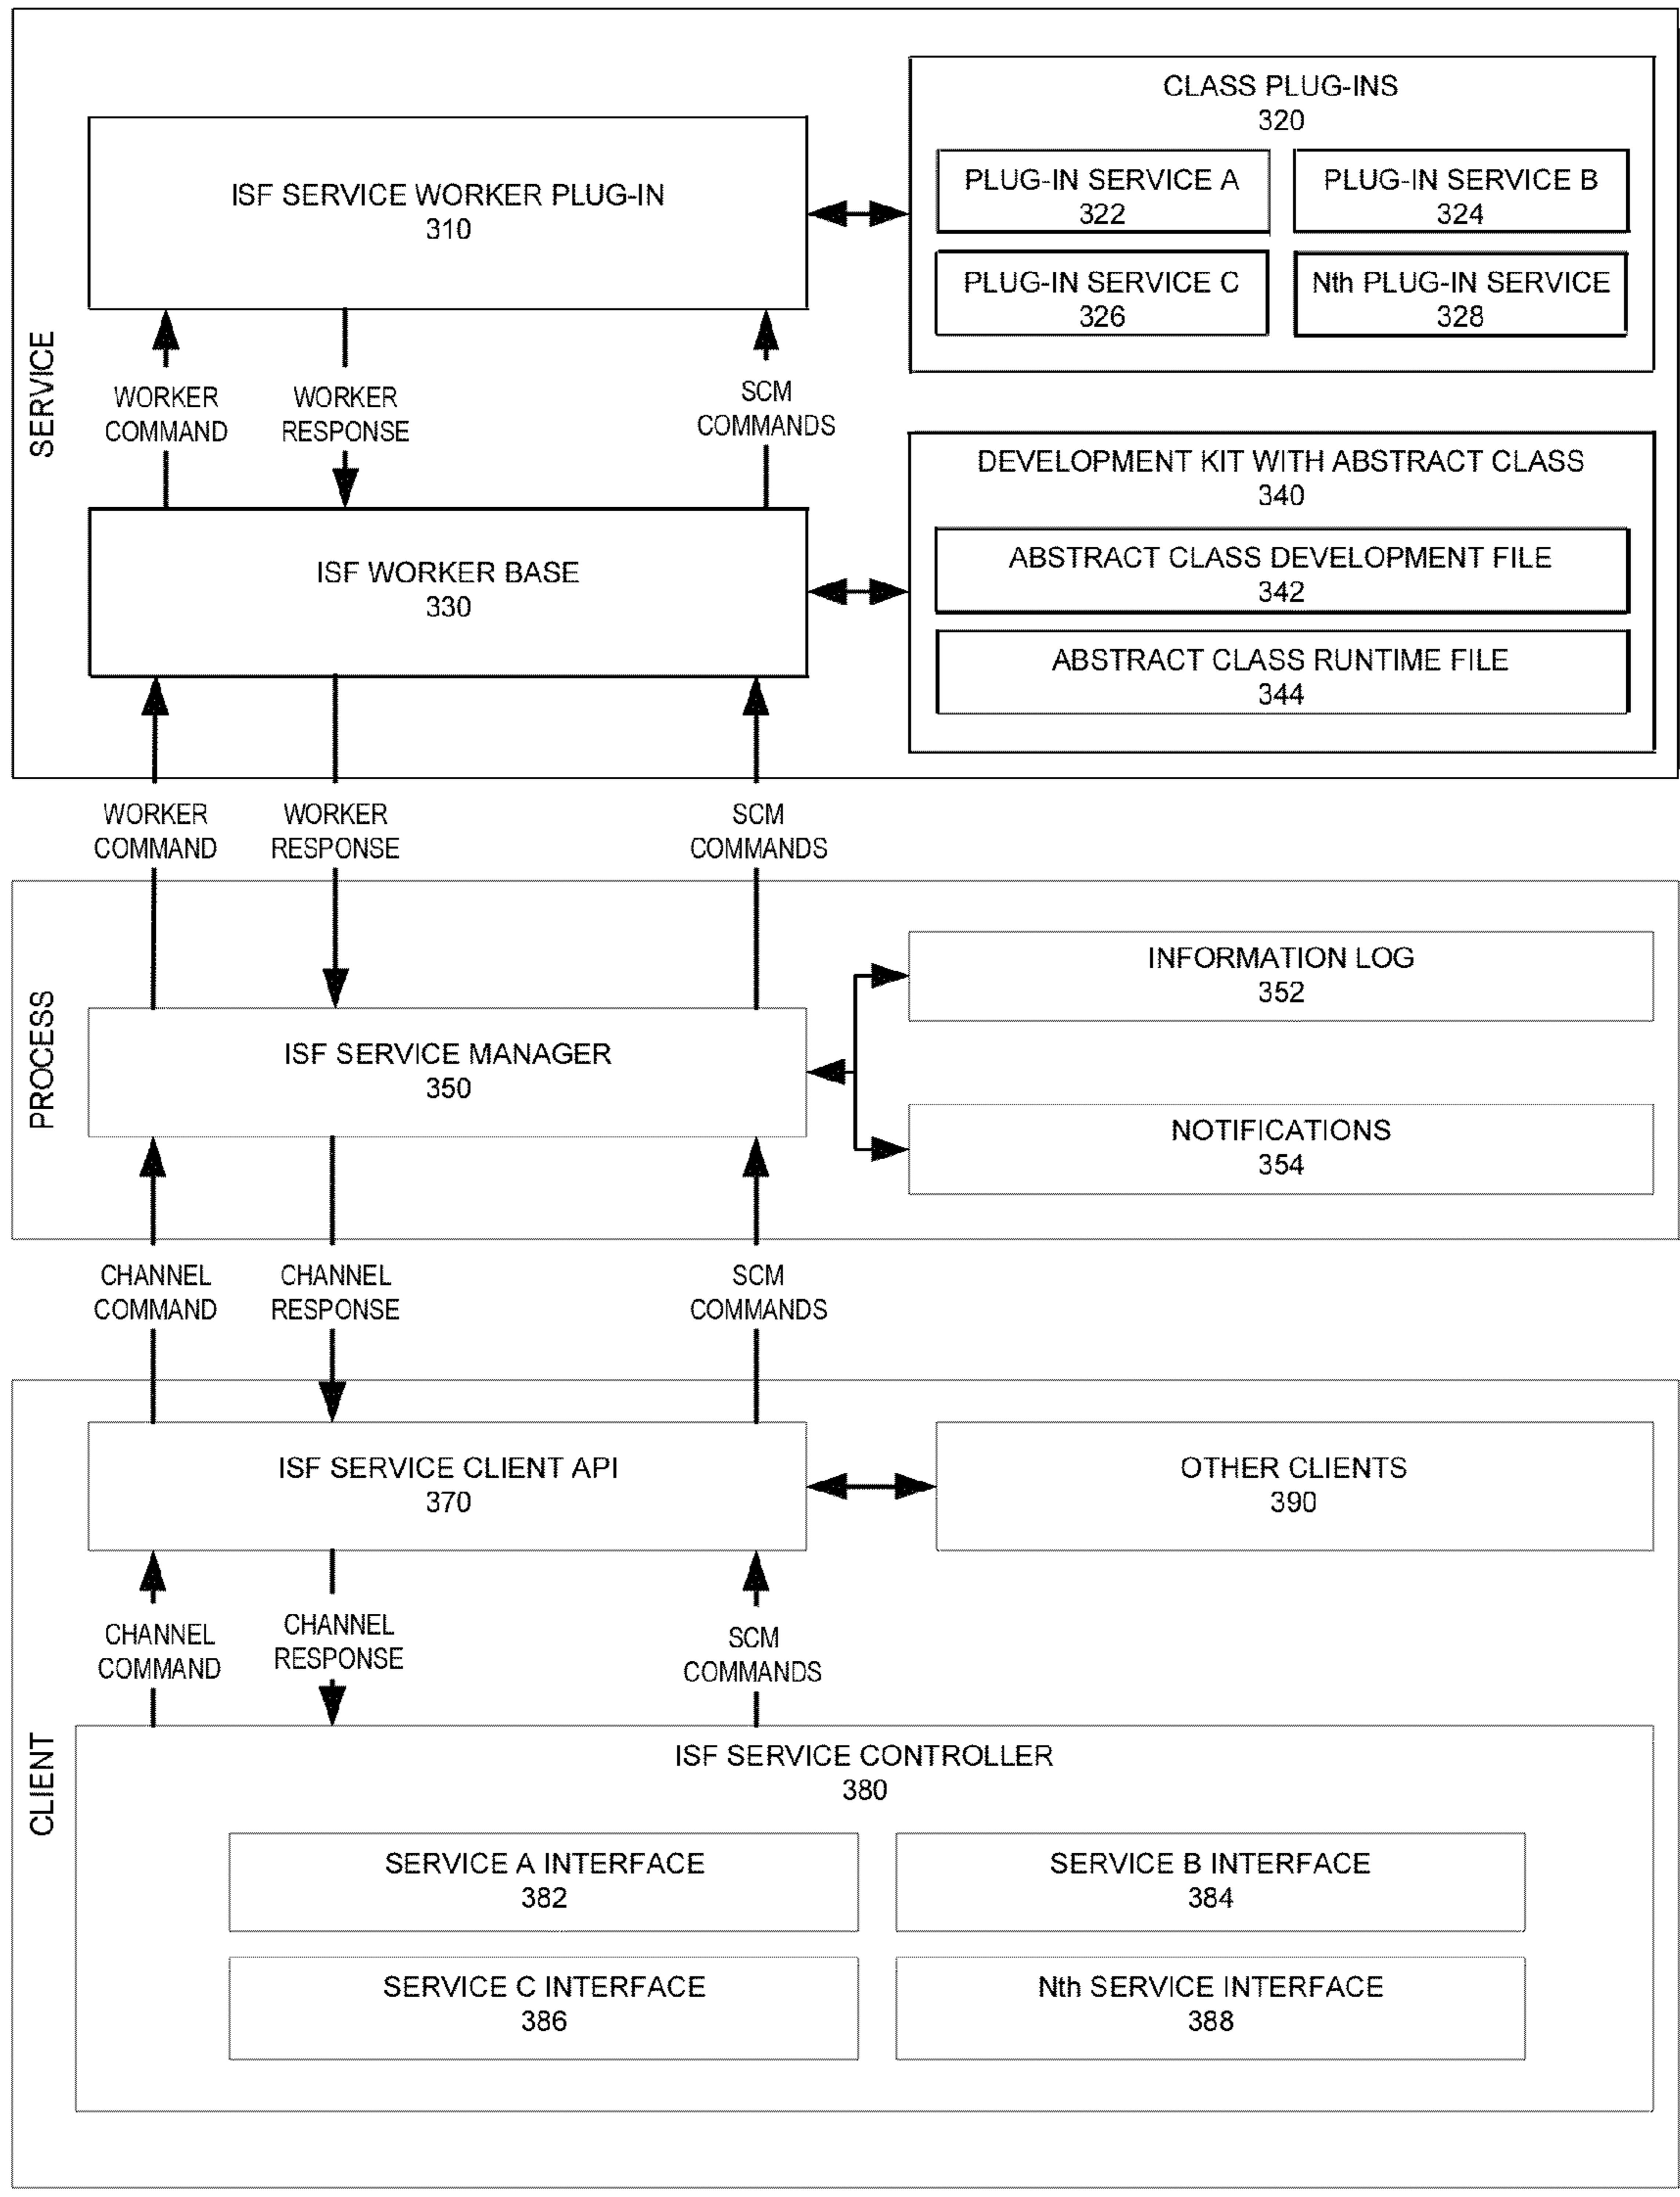 SERVICE
ISF SERVICE WORKER PLUG-IN
310
CLASS PLUG-INS
320
PLUG-IN SERVICE A
322
PLUG-IN SERVICE B
324
PLUG-IN SERVICE C
326
Nth PLUG-IN SERVICE
328
WORKER
COMMAND
WORKER
RESPONSE
SCM
COMMANDS
ISF WORKER BASE
330
DEVELOPMENT KIT WITH ABSTRACT CLASS
340
ABSTRACT CLASS DEVELOPMENT FILE
342
ABSTRACT CLASS RUNTIME FILE
344
WORKER
COMMAND
WORKER
RESPONSE
SCM
COMMANDS
PROCESS
ISF SERVICE MANAGER
350
INFORMATION LOG
352
NOTIFICATIONS
354
CHANNEL
COMMAND
CHANNEL
RESPONSE
SCM
COMMANDS
CLIENT
ISF SERVICE CLIENT API
370
OTHER CLIENTS
390
CHANNEL
COMMAND
CHANNEL
RESPONSE
SCM
COMMANDS
ISF SERVICE CONTROLLER
380
SERVICE A INTERFACE
382
SERVICE B INTERFACE
384
SERVICE C INTERFACE
386
Nth SERVICE INTERFACE
388